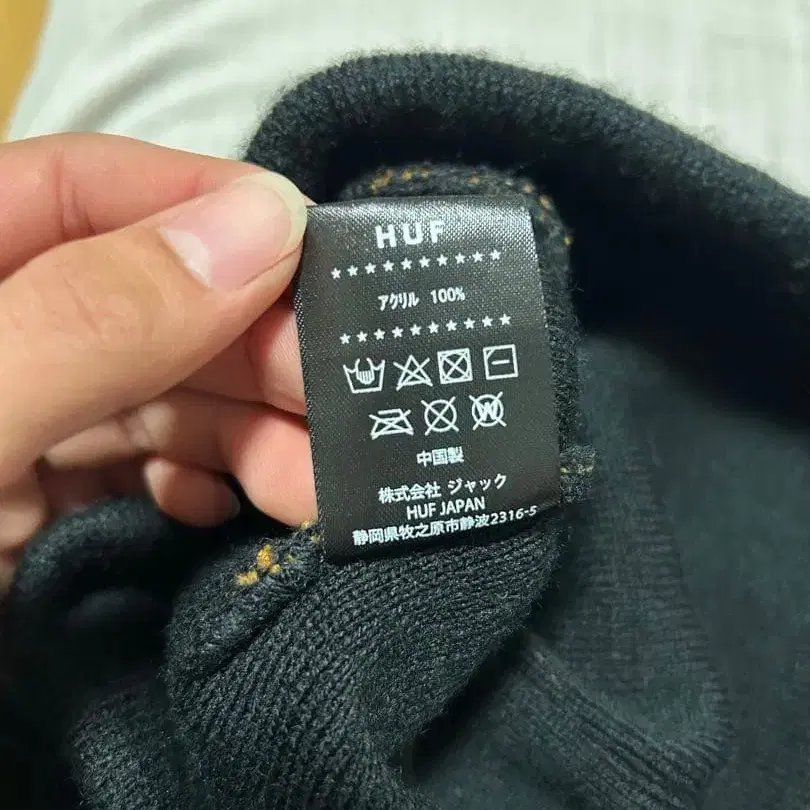 HUF
アクリル 100%
中国製
株式会社 ジャック
HUF JAPAN
静岡県牧之原市静波2316-5